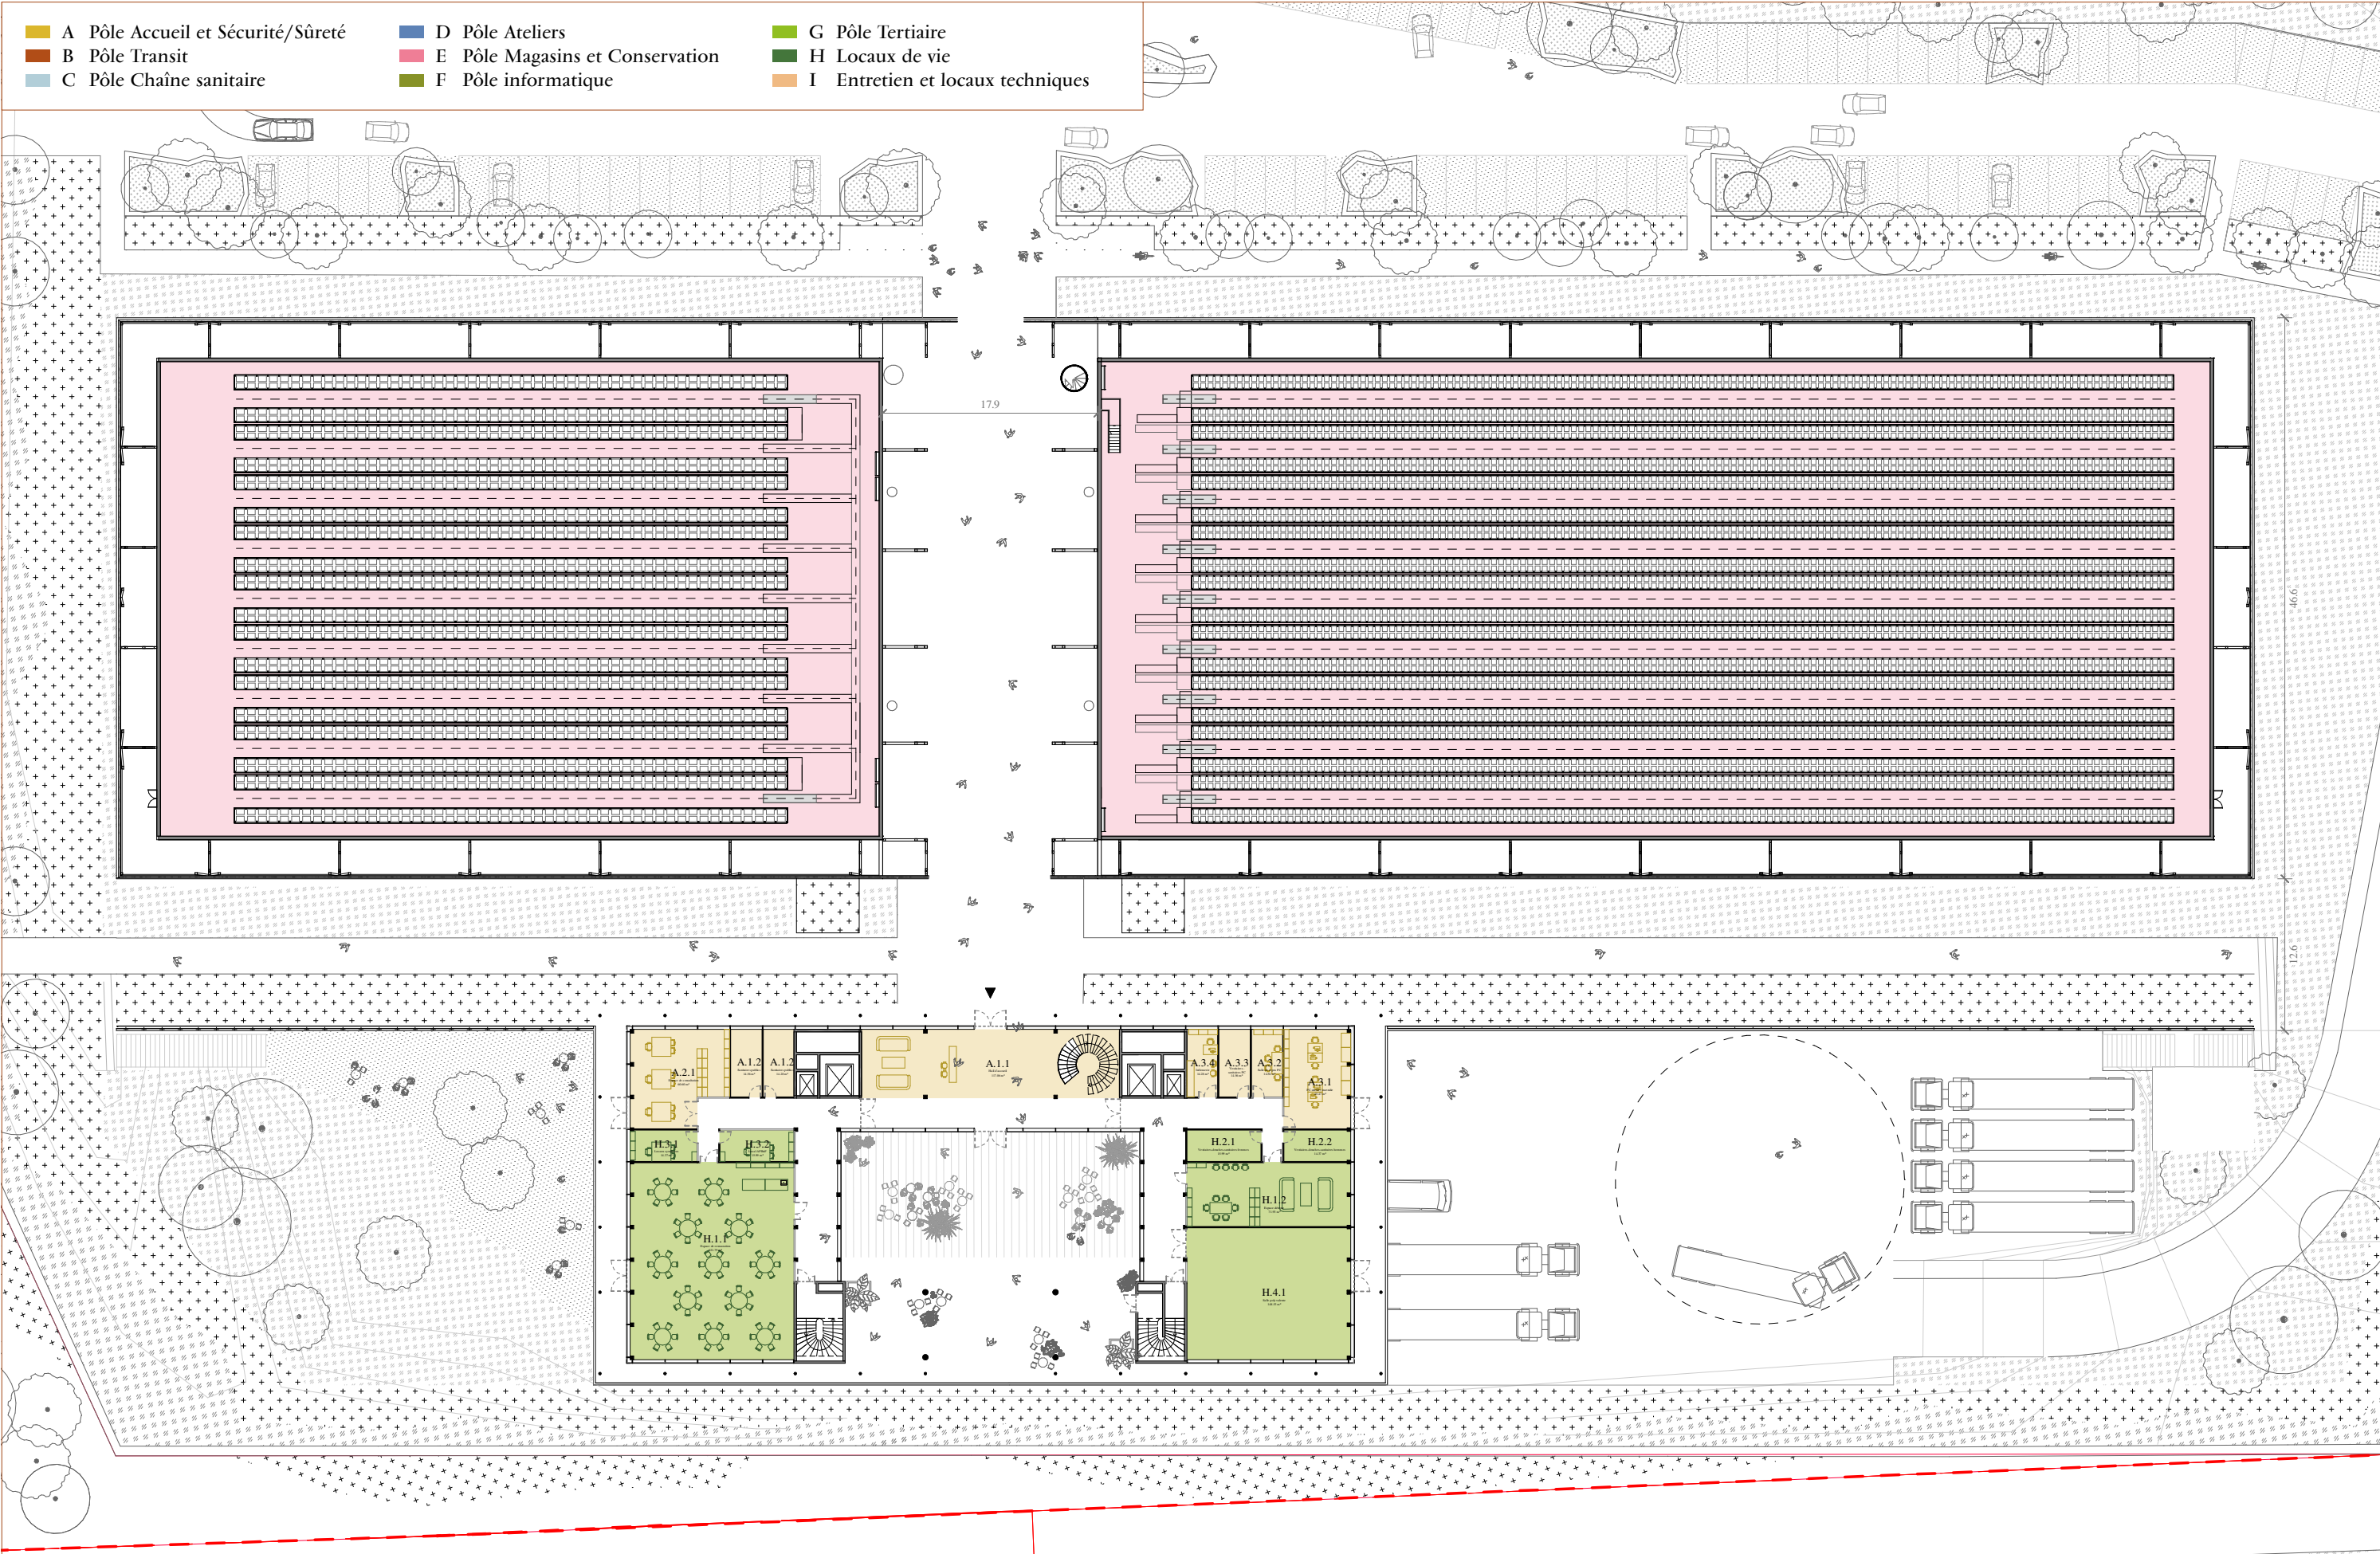 A Pôle Accueil et Sécurité/Sûreté
B Pôle Transit
C Pôle Chaîne sanitaire
D Pôle Ateliers
E Pôle Magasins et Conservation
F Pôle informatique
G Pôle Tertiaire
H Locaux de vie
I Entretien et locaux techniques
17.9
46.6
12.6
A.2.1
A.1.2
A.1.2
A.1.1
A.3.4
A.3.3
A.3.2
A.3.1
H.3.1
H.3.2
H.2.1
H.2.2
H.1.1
H.1.2
H.4.1